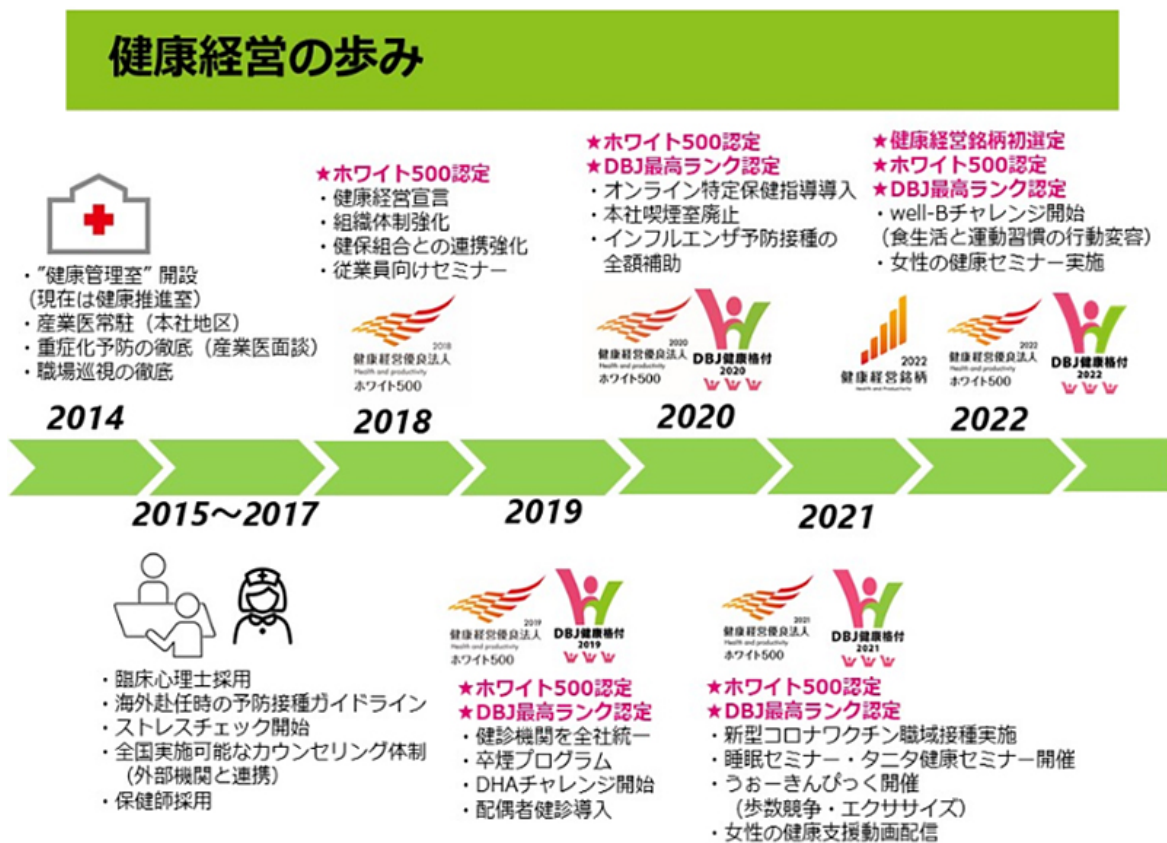 健康経営の歩み
・"健康管理室" 開設
（現在は健康推進室）
・産業医常駐（本社地区）
・重症化予防の徹底（産業医面談）
・職場巡視の徹底
2014
★ホワイト500認定
・健康経営宣言
・組織体制強化
・健保組合との連携強化
・従業員向けセミナー
2018
健康経営優良法人
Health and productivity
ホワイト500
2018
★ホワイト500認定
★DBJ最高ランク認定
・オンライン特定保健指導導入
・本社喫煙室廃止
・インフルエンザ予防接種の
全額補助
2020
健康経営優良法人
Health and productivity
ホワイト500
DBJ健康格付
2020
2020
★健康経営銘柄初選定
★ホワイト500認定
★DBJ最高ランク認定
・well-Bチャレンジ開始
（食生活と運動習慣の行動変容）
・女性の健康セミナー実施
2022
健康経営銘柄
Health and Productivity
2022
健康経営優良法人
Health and productivity
ホワイト500
DBJ健康格付
2022
2022
2015～2017
・臨床心理士採用
・海外赴任時の予防接種ガイドライン
・ストレスチェック開始
・全国実施可能なカウンセリング体制
（外部機関と連携）
・保健師採用
2019
2019
健康経営優良法人
Health and productivity
ホワイト500
DBJ健康格付
2019
★ホワイト500認定
★DBJ最高ランク認定
・健診機関を全社統一
・卒煙プログラム
・DHAチャレンジ開始
・配偶者健診導入
2021
2021
健康経営優良法人
Health and productivity
ホワイト500
DBJ健康格付
2021
★ホワイト500認定
★DBJ最高ランク認定
・新型コロナワクチン職域接種実施
・睡眠セミナー・タニタ健康セミナー開催
・うぉーきんぴっく開催
（歩数競争・エクササイズ）
・女性の健康支援動画配信